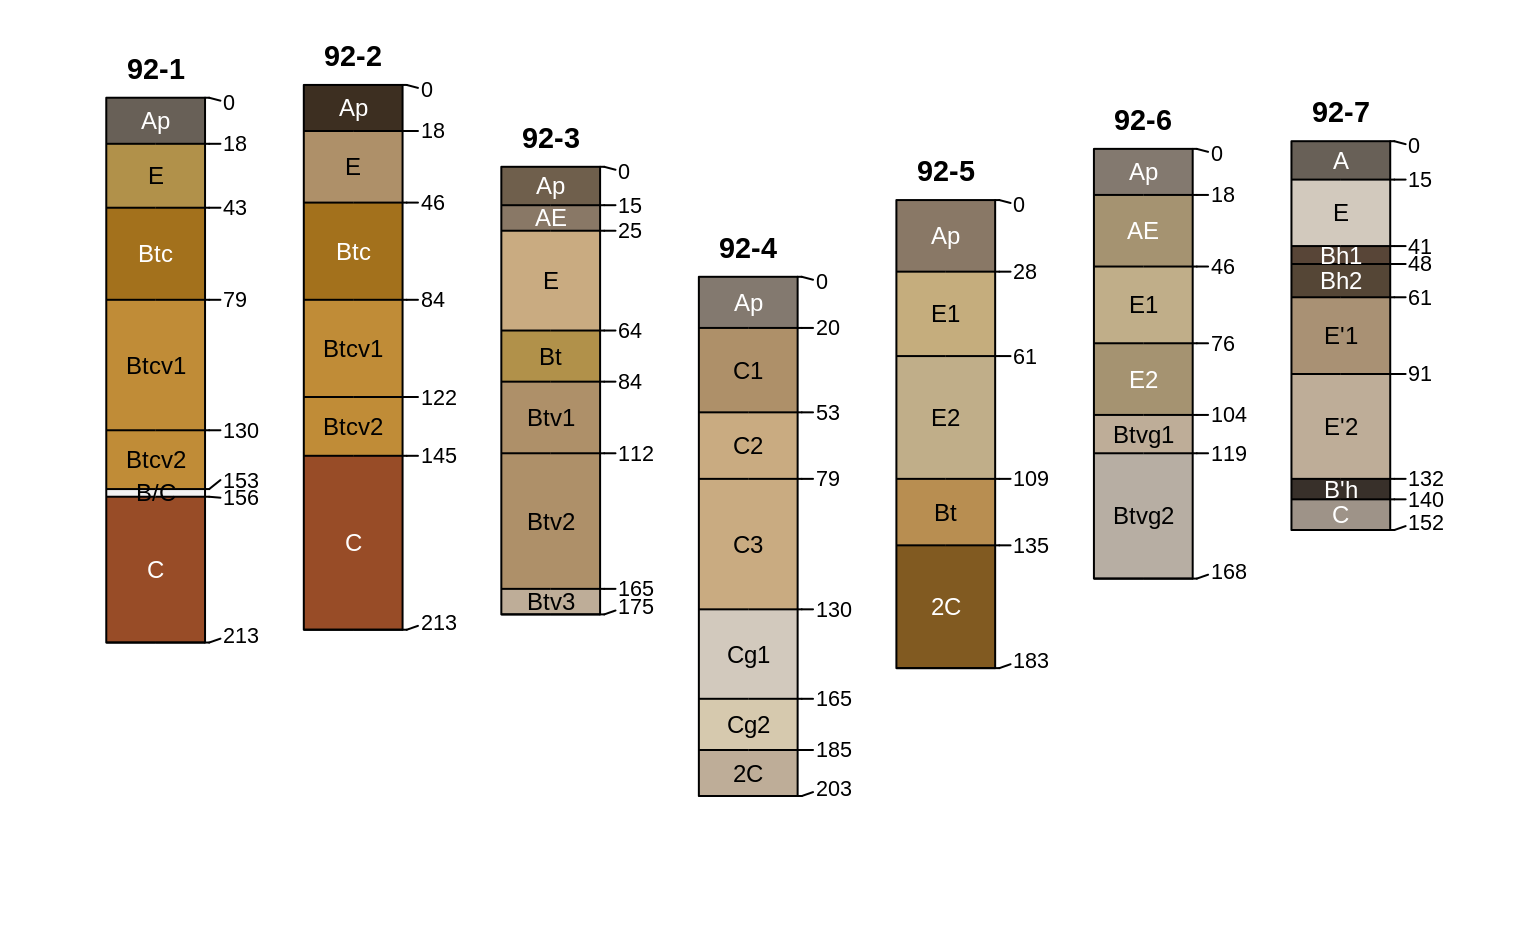 92-1
0
Ap
18
E
43
Btc
79
Btcv1
130
Btcv2
153
B/C
156
C
213
92-2
0
Ap
18
E
46
Btc
84
Btcv1
122
Btcv2
145
C
213
92-3
0
Ap
15
AE
25
E
64
Bt
84
Btv1
112
Btv2
165
Btv3
175
92-4
0
Ap
20
C1
53
C2
79
C3
130
Cg1
165
Cg2
185
2C
203
92-5
0
Ap
28
E1
61
E2
109
Bt
135
2C
183
92-6
0
Ap
18
AE
46
E1
76
E2
104
Btvg1
119
Btvg2
168
92-7
0
A
15
E
41
Bh1
48
Bh2
61
E'1
91
E'2
132
B'h
140
C
152